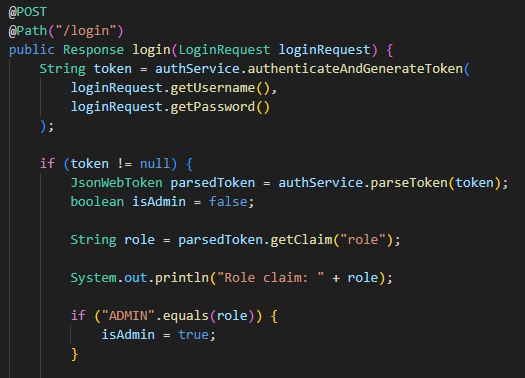 @POST
@Path("/login")
public Response login(LoginRequest loginRequest) {
    String token = authService.authenticateAndGenerateToken(
        loginRequest.getUsername(),
        loginRequest.getPassword()
    );

    if (token != null) {
        JsonWebToken parsedToken = authService.parseToken(token);
        boolean isAdmin = false;

        String role = parsedToken.getClaim("role");

        System.out.println("Role claim: " + role);

        if ("ADMIN".equals(role)) {
            isAdmin = true;
        }